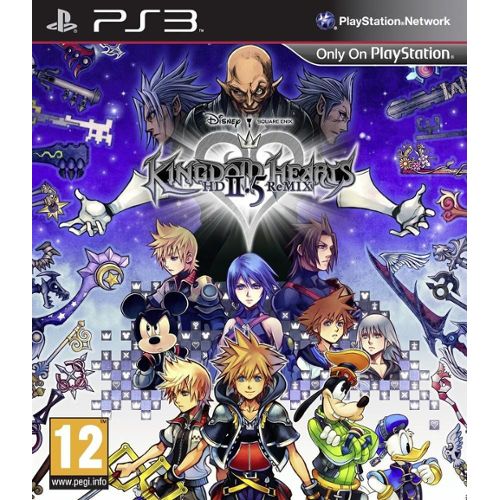 PS3
PlayStation®Network
Only On PlayStation®
Disney
SQUARE ENIX
KINGDOM HEARTS
HD II.5 ReMIX
12
www.pegi.info